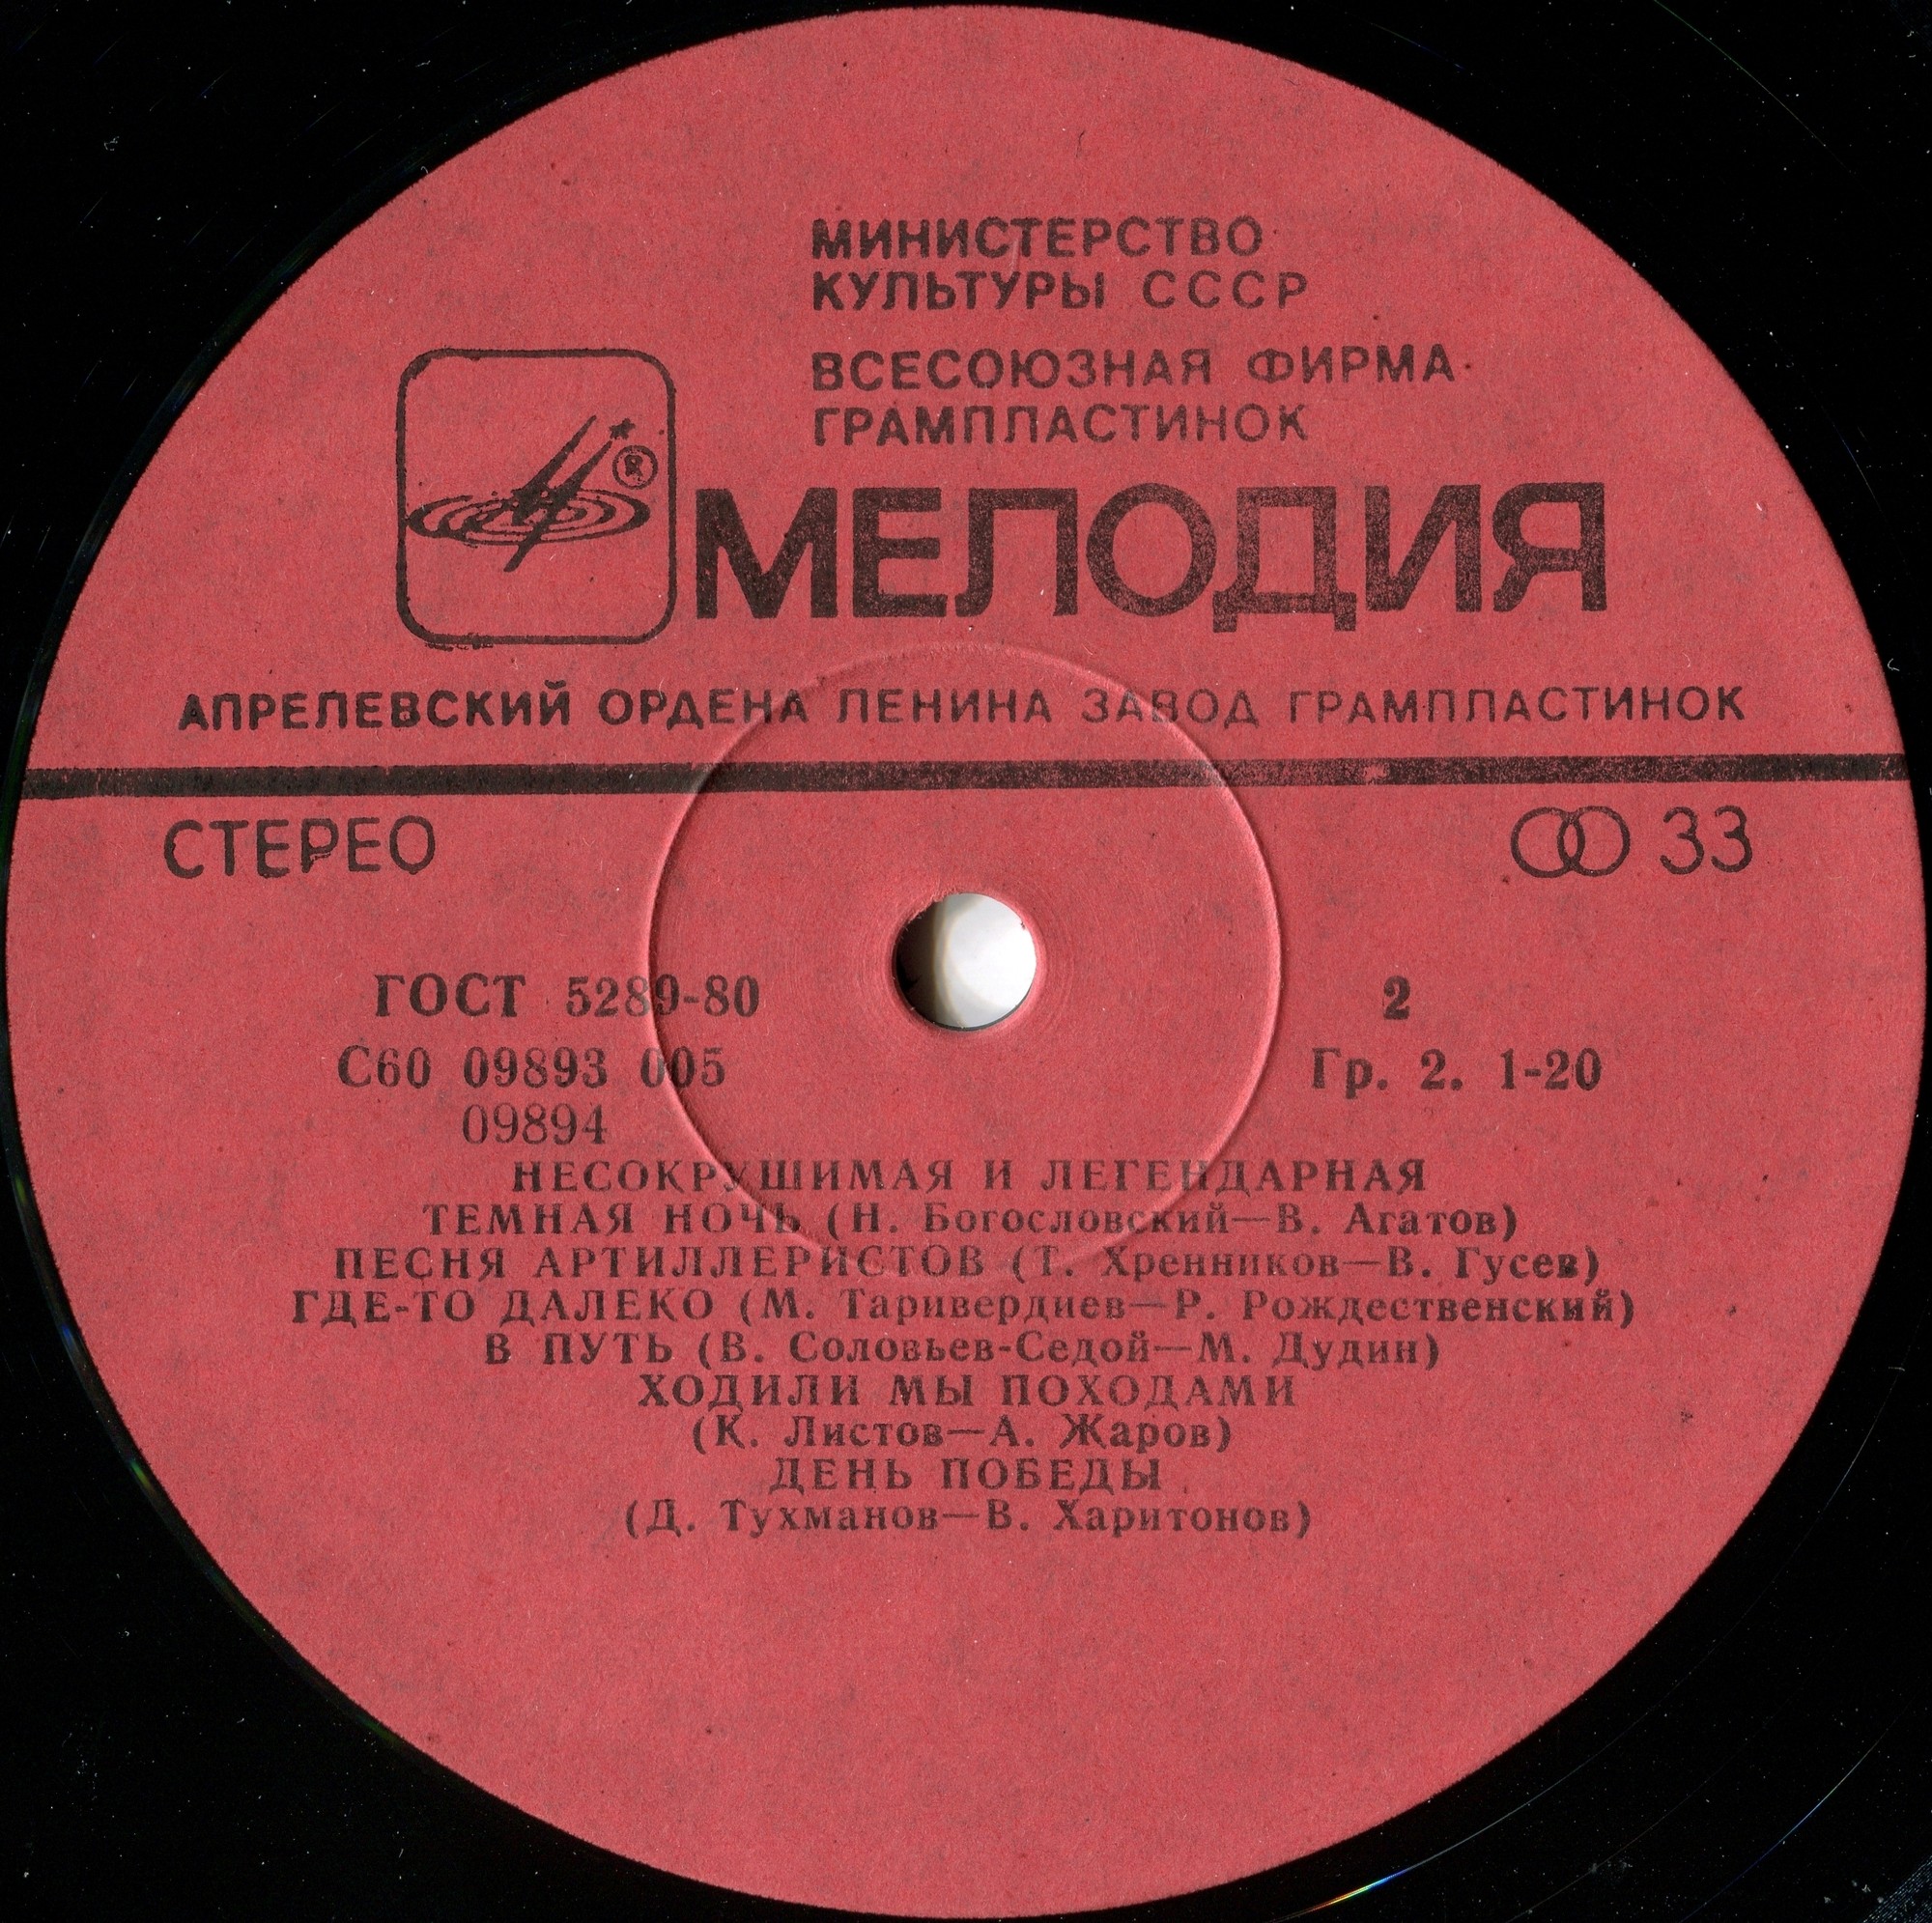 МИНИСТЕРСТВО
КУЛЬТУРЫ СССР
ВСЕСОЮЗНАЯ ФИРМА
ГРАМПЛАСТИНОК
®
МЕЛОДИЯ
АПРЕЛЕВСКИЙ ОРДЕНА ЛЕНИНА ЗАВОД ГРАМПЛАСТИНОК
СТЕРЕО 33
ГОСТ 5289-80 2
С60 09893 005 Гр. 2. 1-20
09894
НЕСОКРУШИМАЯ И ЛЕГЕНДАРНАЯ
ТЕМНАЯ НОЧЬ (Н. Богословский—В. Агатов)
ПЕСНЯ АРТИЛЛЕРИСТОВ (Т. Хренников—В. Гусев)
ГДЕ-ТО ДАЛЕКО (М. Таривердиев—Р. Рождественский)
В ПУТЬ (В. Соловьев-Седой—М. Дудин)
ХОДИЛИ МЫ ПОХОДАМИ
(К. Листов—А. Жаров)
ДЕНЬ ПОБЕДЫ
(Д. Тухманов—В. Харитонов)